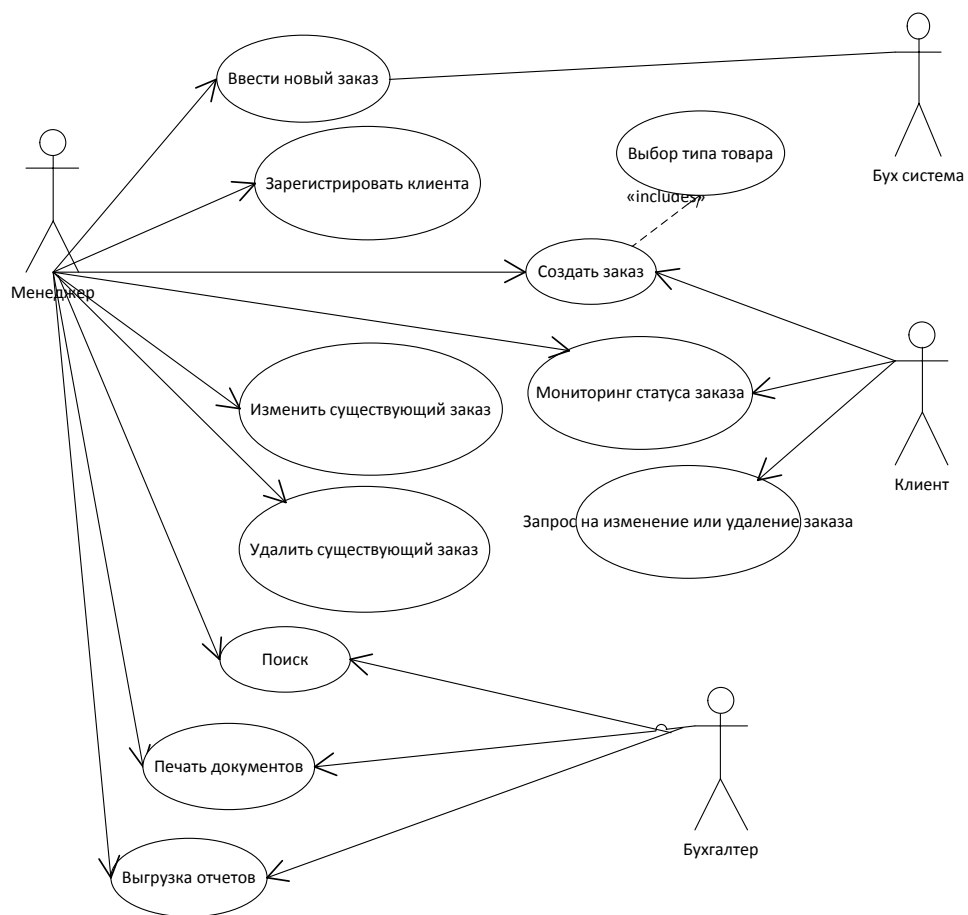 Ввести новый заказ
Бух система
Выбор типа товара
«includes»
Зарегистрировать клиента
Создать заказ
Менеджер
Мониторинг статуса заказа
Изменить существующий заказ
Клиент
Запрос на изменение или удаление заказа
Удалить существующий заказ
Поиск
Печать документов
Бухгалтер
Выгрузка отчетов